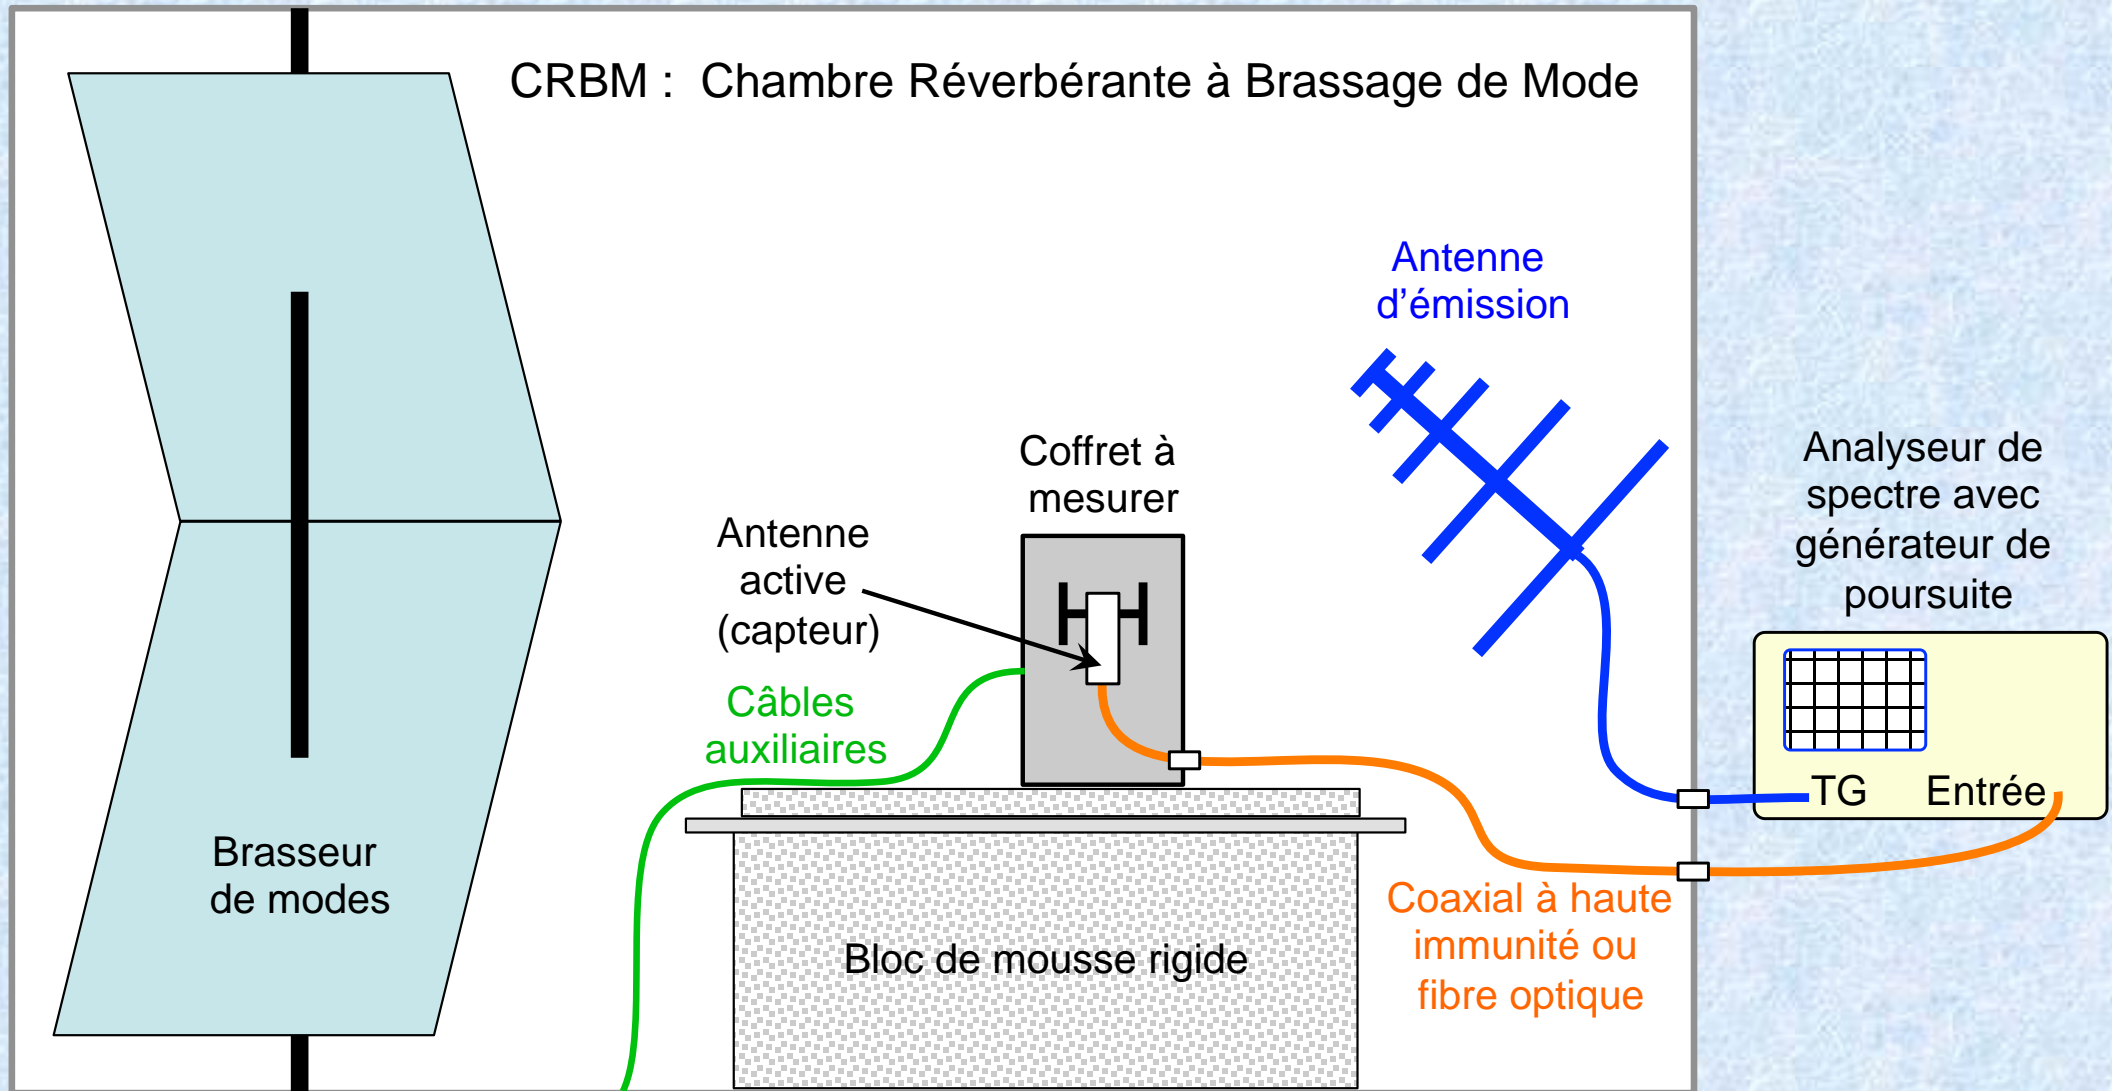 CRBM : Chambre Réverbérante à Brassage de Mode
Antenne
d’émission
Coffret à
mesurer
Analyseur de
spectre avec
générateur de
poursuite
Antenne
active
(capteur)
Câbles
auxiliaires
TG Entrée
Brasseur
de modes
Coaxial à haute
immunité ou
fibre optique
Bloc de mousse rigide